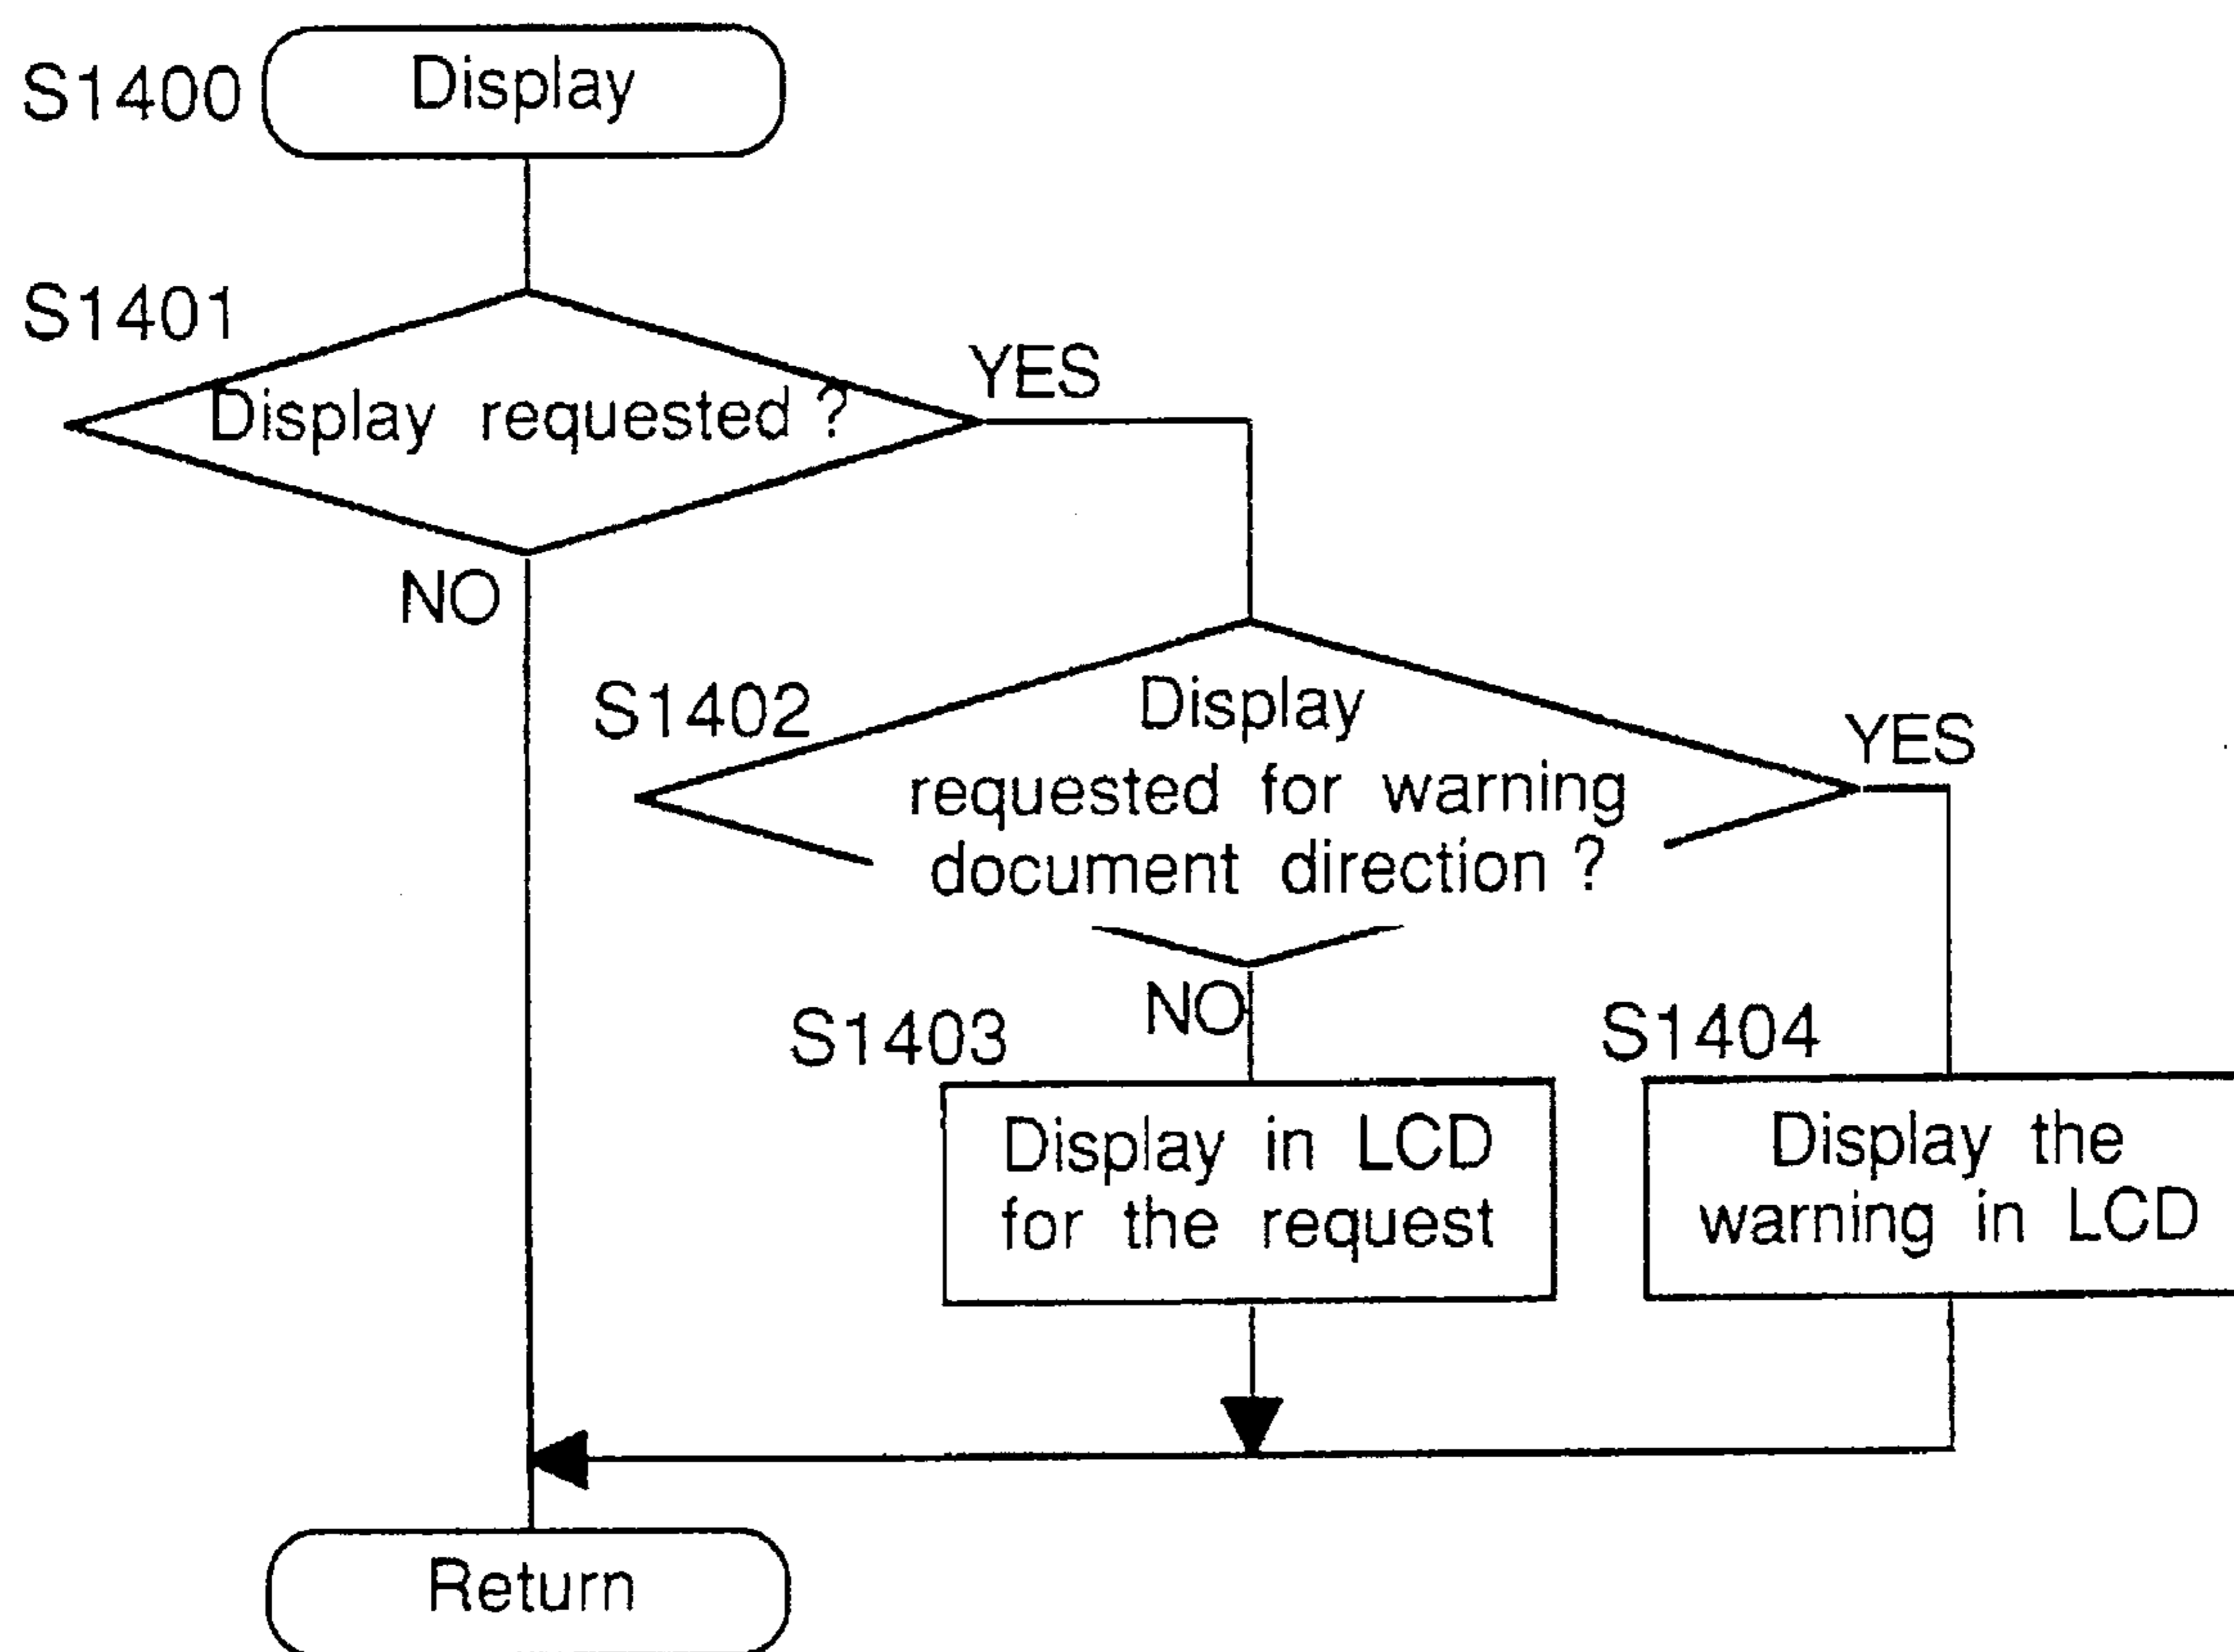 S1400
Display
S1401
Display requested ?
YES
NO
S1402
Display
requested for warning
document direction ?
YES
NO
S1403
Display in LCD
for the request
S1404
Display the
warning in LCD
Return